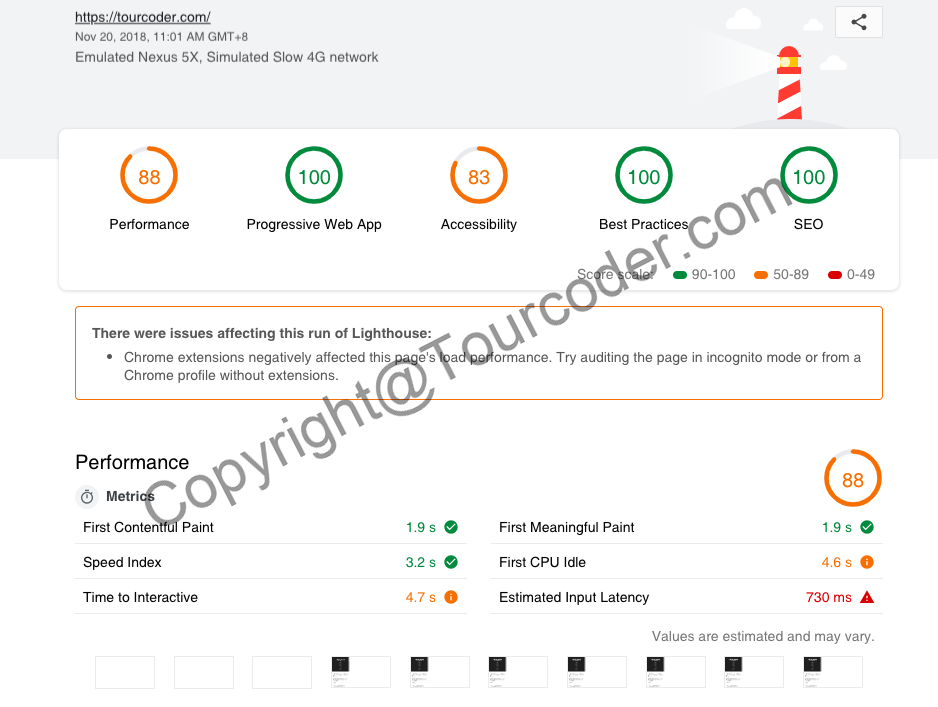 https://tourcoder.com/
Nov 20, 2018, 11:01 AM GMT+8
Emulated Nexus 5X, Simulated Slow 4G network
88 100 83 100 100
Performance Progressive Web App Accessibility Best Practices SEO
Score scale: 90-100 50-89 0-49
There were issues affecting this run of Lighthouse:
• Chrome extensions negatively affected this page's load performance. Try auditing the page in incognito mode or from a
Chrome profile without extensions.
Copyright@Tourcoder.com
Performance 88
Metrics
First Contentful Paint 1.9 s First Meaningful Paint 1.9 s
Speed Index 3.2 s First CPU Idle 4.6 s
Time to Interactive 4.7 s Estimated Input Latency 730 ms
Values are estimated and may vary.